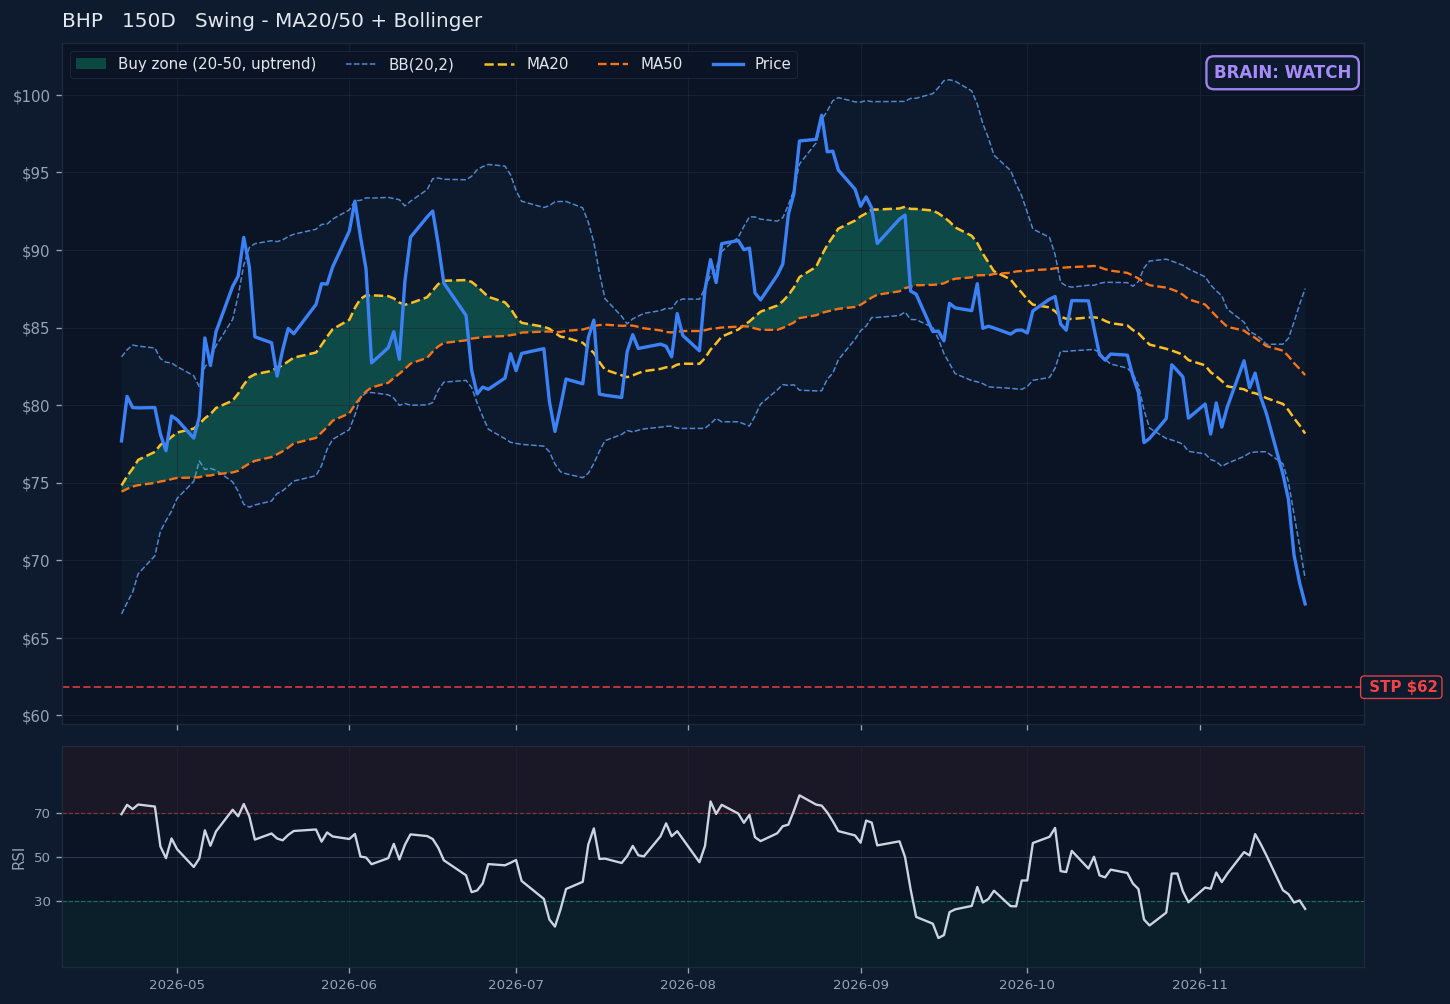 BHP 150D Swing - MA20/50 + Bollinger
Buy zone (20-50, uptrend) BB(20,2) MA20 MA50 Price
BRAIN: WATCH
$100
$95
$90
$85
$80
$75
$70
$65
STP $62
$60
70
50
30
RSI
2026-05 2026-06 2026-07 2026-08 2026-09 2026-10 2026-11